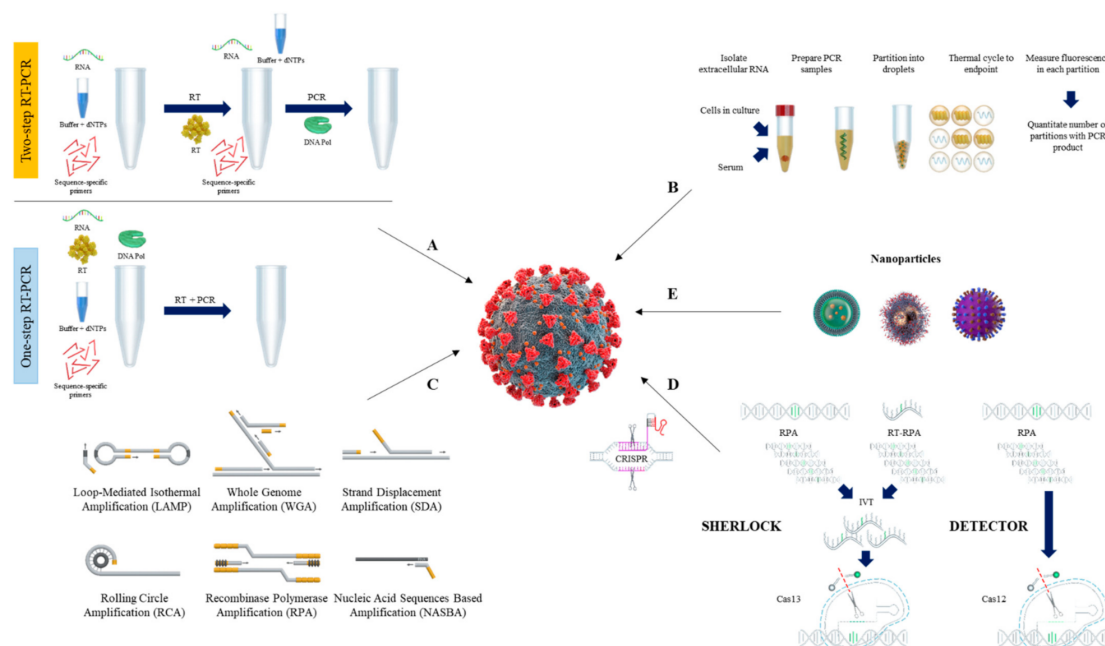 Two-step RT-PCR
RNA
Buffer + dNTPs
Sequence-specific
primers
RT
RT
RNA
Buffer + dNTPs
Sequence-specific
primers
PCR
DNA Pol
One-step RT-PCR
RNA
RT
DNA Pol
Buffer + dNTPs
Sequence-specific
primers
RT + PCR
A
B
Isolate
extracellular RNA
Prepare PCR
samples
Partition into
droplets
Thermal cycle to
endpoint
Measure fluorescenc
in each partition
Cells in culture
Serum
Quantitate number o
partitions with PCR
product
E
Nanoparticles
C
Loop-Mediated Isothermal
Amplification (LAMP)
Whole Genome
Amplification (WGA)
Strand Displacement
Amplification (SDA)
Rolling Circle
Amplification (RCA)
Recombinase Polymerase
Amplification (RPA)
Nucleic Acid Sequences Based
Amplification (NASBA)
D
CRISPR
RPA
RT-RPA
RPA
IVT
SHERLOCK
DETECTOR
Cas13
Cas12